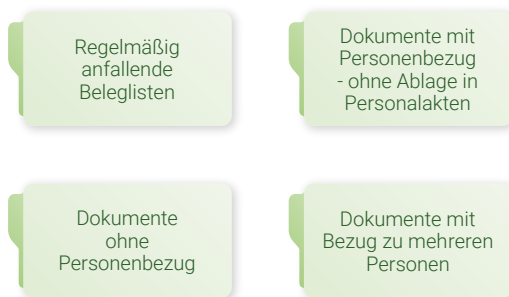 Regelmäßig
anfallende
Beleglisten
Dokumente mit
Personenbezug
- ohne Ablage in
Personalakten
Dokumente
ohne
Personenbezug
Dokumente mit
Bezug zu mehreren
Personen